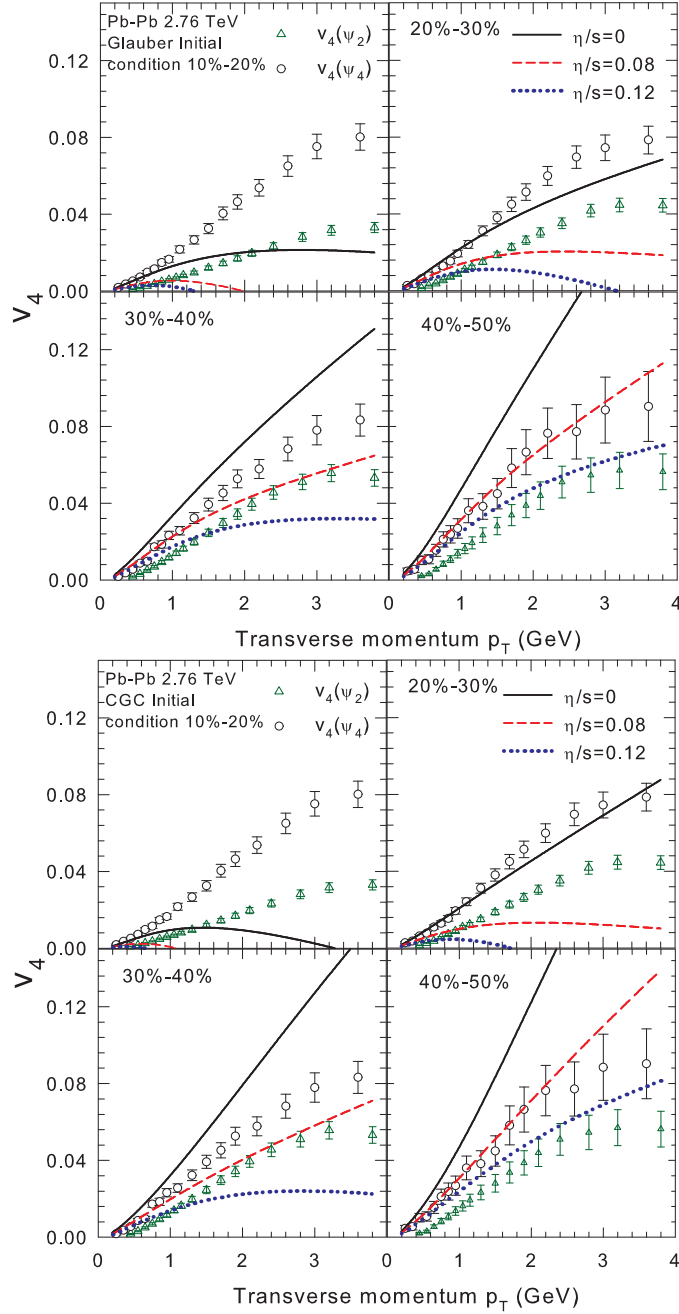 Pb-Pb 2.76 TeV
Glauber Initial
condition 10%-20%
v₄(ψ₂)
v₄(ψ₄)
20%-30%
η/s=0
η/s=0.08
η/s=0.12
0.12
0.08
0.04
0.00
v₄
30%-40%
40%-50%
0.12
0.08
0.04
0.00
0 1 2 3 0 1 2 3 4
Transverse momentum p_T (GeV)
Pb-Pb 2.76 TeV
CGC Initial
condition 10%-20%
v₄(ψ₂)
v₄(ψ₄)
20%-30%
η/s=0
η/s=0.08
η/s=0.12
0.12
0.08
0.04
0.00
v₄
30%-40%
40%-50%
0.12
0.08
0.04
0.00
0 1 2 3 0 1 2 3 4
Transverse momentum p_T (GeV)